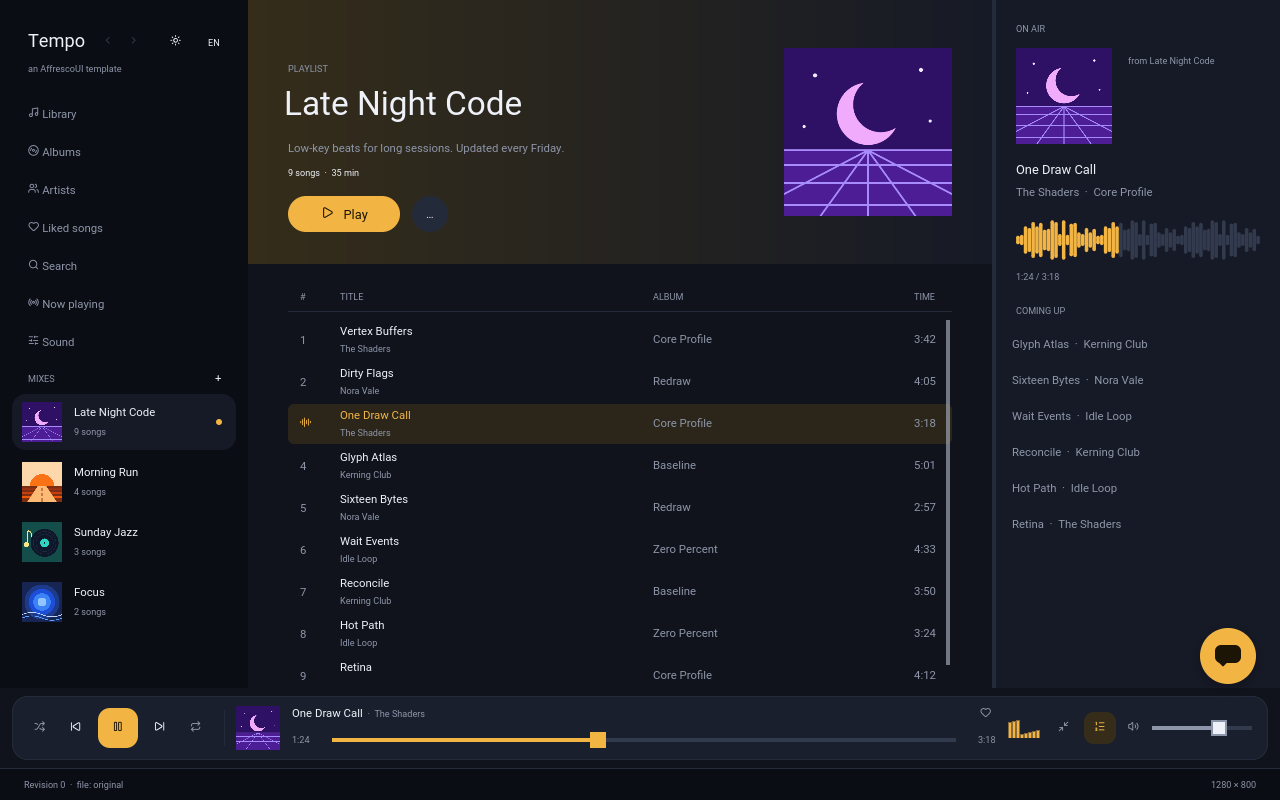 Tempo
EN
an AffrescoUI template
Library
Albums
Artists
Liked songs
Search
Now playing
Sound
MIXES +
Late Night Code
9 songs
Morning Run
4 songs
Sunday Jazz
3 songs
Focus
2 songs
PLAYLIST
Late Night Code
Low-key beats for long sessions. Updated every Friday.
9 songs · 35 min
Play ...
# TITLE ALBUM TIME
1 Vertex Buffers The Shaders Core Profile 3:42
2 Dirty Flags Nora Vale Redraw 4:05
One Draw Call The Shaders Core Profile 3:18
4 Glyph Atlas Kerning Club Baseline 5:01
5 Sixteen Bytes Nora Vale Redraw 2:57
6 Wait Events Idle Loop Zero Percent 4:33
7 Reconcile Kerning Club Baseline 3:50
8 Hot Path Idle Loop Zero Percent 3:24
9 Retina Core Profile 4:12
ON AIR
from Late Night Code
One Draw Call
The Shaders · Core Profile
1:24 / 3:18
COMING UP
Glyph Atlas · Kerning Club
Sixteen Bytes · Nora Vale
Wait Events · Idle Loop
Reconcile · Kerning Club
Hot Path · Idle Loop
Retina · The Shaders
One Draw Call · The Shaders
1:24 3:18
Revision 0 · file: original 1280 × 800